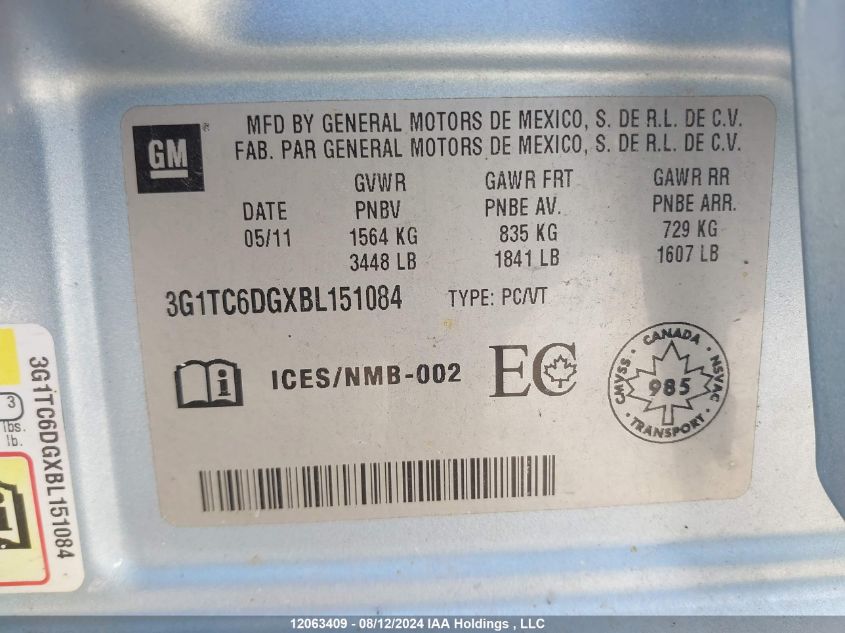 GM
MFD BY GENERAL MOTORS DE MEXICO, S. DE R.L. DE C.V.
FAB. PAR GENERAL MOTORS DE MEXICO, S. DE R.L. DE C.V.
GVWR GAWR FRT GAWR RR
DATE PNBV PNBE AV. PNBE ARR.
05/11 1564 KG 835 KG 729 KG
3448 LB 1841 LB 1607 LB
3G1TC6DGXBL151084 TYPE: PC/VT
i ICES/NMB-002 EC
CMVSS · CANADA · NSVAC · TRANSPORT ·
985
3
lbs.
lb.
3G1TC6DGXBL151084
12063409 - 08/12/2024 IAA Holdings , LLC